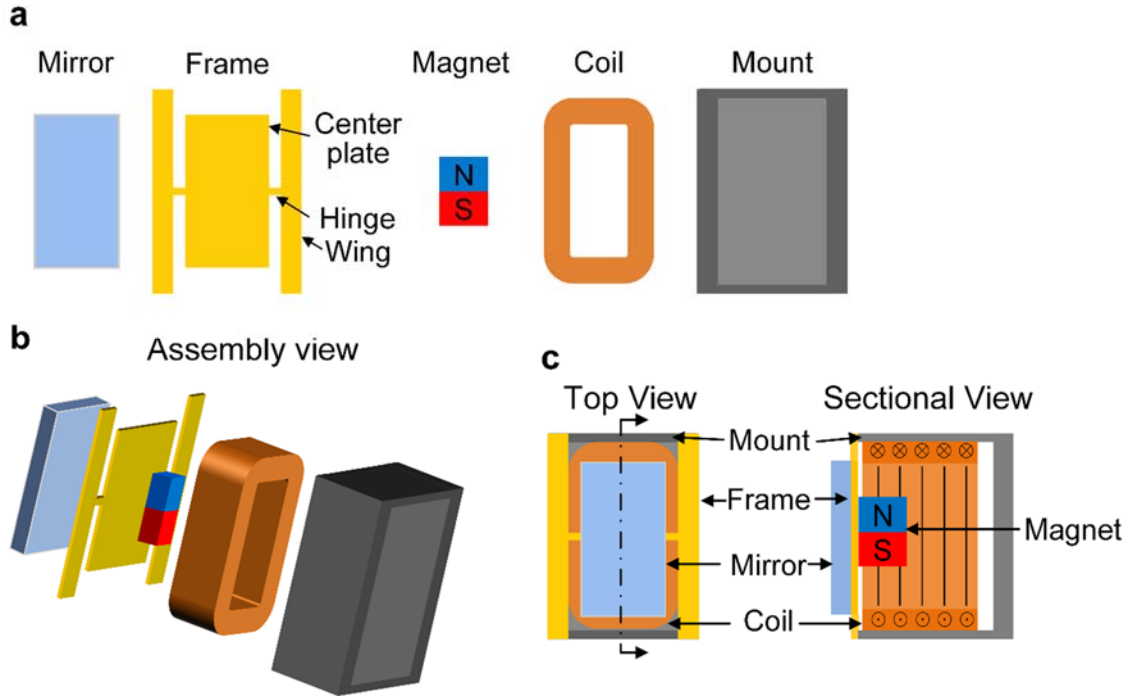 a
Mirror
Frame
Magnet
Coil
Mount
Center
plate
Hinge
Wing
N
S
b
Assembly view
c
Top View
Sectional View
Mount
Frame
N
S
Magnet
Mirror
Coil